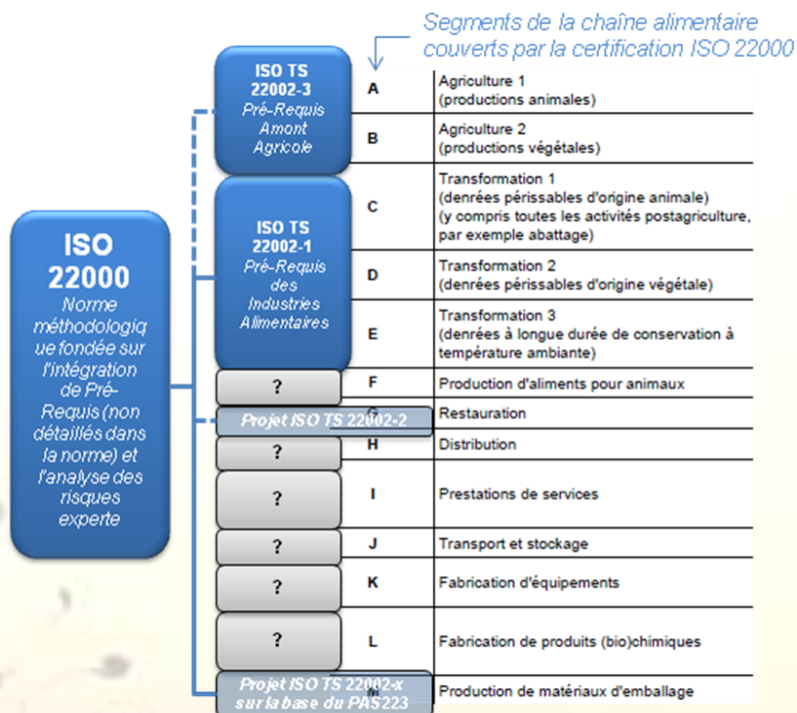 Segments de la chaîne alimentaire
couverts par la certification ISO 22000
ISO
22000
Norme
méthodologiq
ue fondée sur
l'intégration
de Pré-
Requis (non
détaillés dans
la norme) et
l'analyse des
risques
experte
ISO TS
22002-3
Pré-Requis
Amont
Agricole
A
Agriculture 1
(productions animales)
B
Agriculture 2
(productions végétales)
ISO TS
22002-1
Pré-Requis
des
Industries
Alimentaires
C
Transformation 1
(denrées périssables d'origine animale)
(y compris toutes les activités postagriculture,
par exemple abattage)
D
Transformation 2
(denrées périssables d'origine végétale)
E
Transformation 3
(denrées à longue durée de conservation à
température ambiante)
?
F
Production d'aliments pour animaux
Projet ISO TS 22002-2
G
Restauration
?
H
Distribution
?
I
Prestations de services
?
J
Transport et stockage
?
K
Fabrication d'équipements
?
L
Fabrication de produits (bio)chimiques
Projet ISO TS 22002-x
sur la base du PAS223
M
Production de matériaux d'emballage